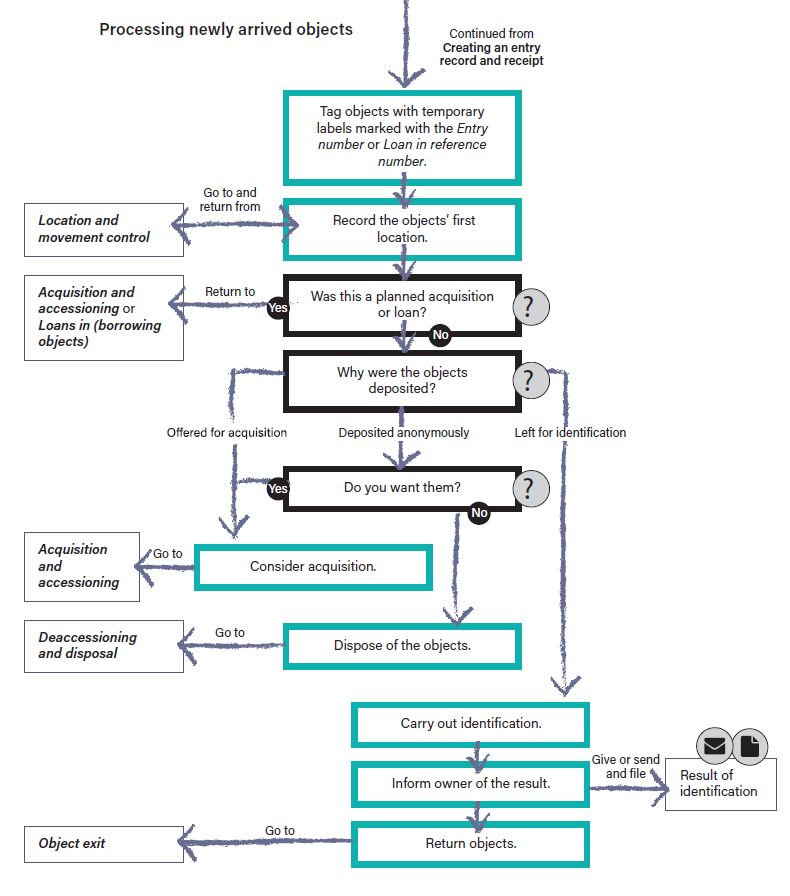 Processing newly arrived objects
Continued from
Creating an entry
record and receipt
Tag objects with temporary
labels marked with the Entry
number or Loan in reference
number.
Go to and
return from
Location and
movement control
Record the objects’ first
location.
Acquisition and
accessioning or
Loans in (borrowing
objects)
Return to
Yes
Was this a planned acquisition
or loan?
?
No
Why were the objects
deposited?
?
Offered for acquisition
Deposited anonymously
Left for identification
Yes
Do you want them?
?
No
Acquisition
and
accessioning
Go to
Consider acquisition.
Deaccessioning
and disposal
Go to
Dispose of the objects.
Carry out identification.
Inform owner of the result.
Give or send
and file
Result of
identification
Object exit
Go to
Return objects.